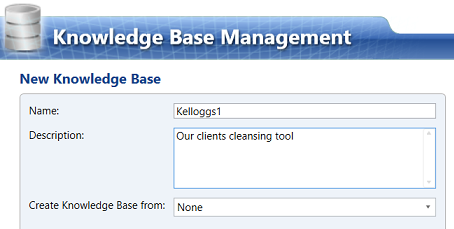 Knowledge Base Management
New Knowledge Base
Name: Kelloggs1
Description: Our clients cleansing tool
Create Knowledge Base from: None